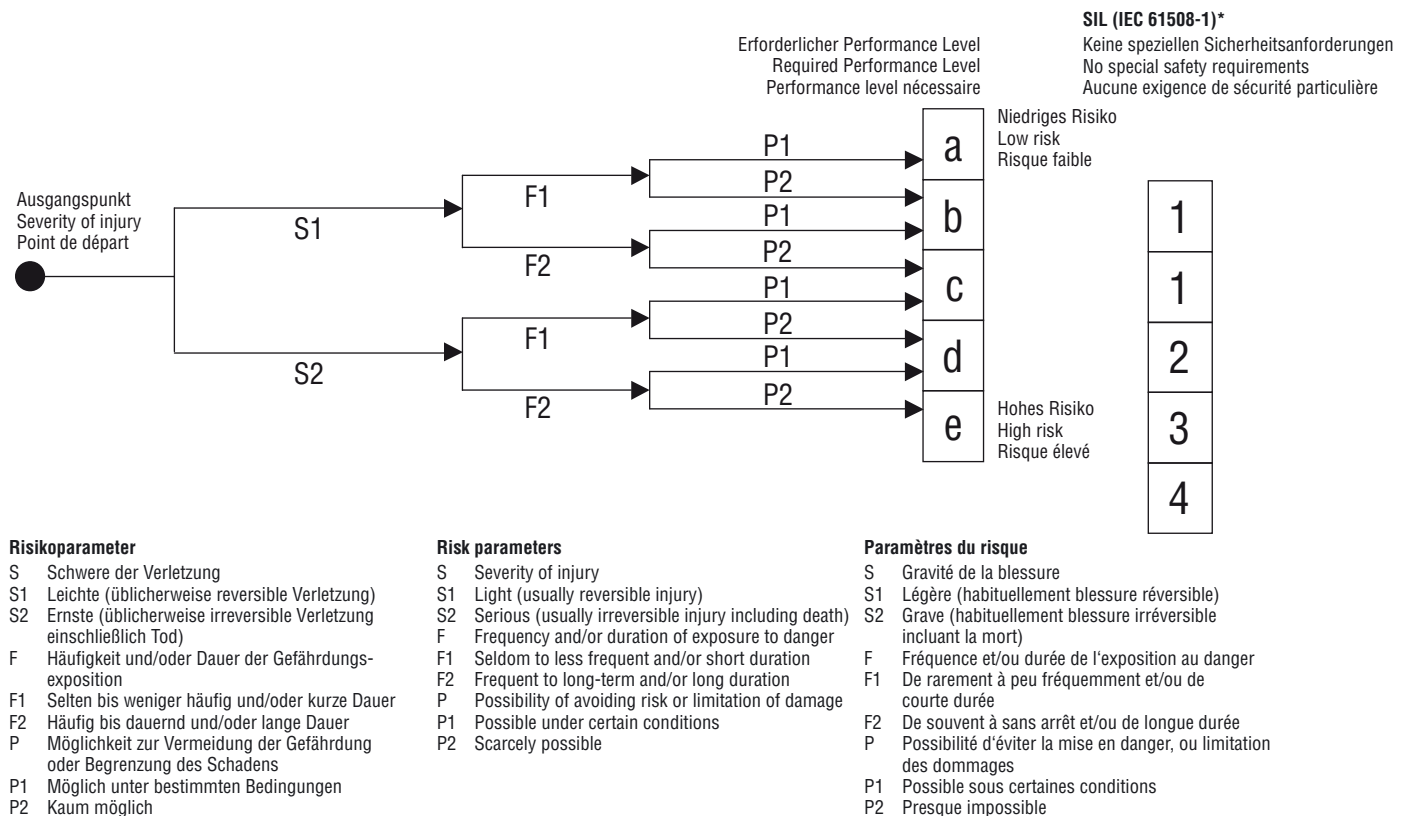 SIL (IEC 61508-1)*
Erforderlicher Performance Level
Required Performance Level
Performance level nécessaire
Keine speziellen Sicherheitsanforderungen
No special safety requirements
Aucune exigence de sécurité particulière
Ausgangspunkt
Severity of injury
Point de départ
S1
S2
F1
F2
F1
F2
P1
P2
P1
P2
P1
P2
P1
P2
a
b
c
d
e
Niedriges Risiko
Low risk
Risque faible
Hohes Risiko
High risk
Risque élevé
1
1
2
3
4
Risikoparameter
S Schwere der Verletzung
S1 Leichte (üblicherweise reversible Verletzung)
S2 Ernste (üblicherweise irreversible Verletzung
einschließlich Tod)
F Häufigkeit und/oder Dauer der Gefährdungs-
exposition
F1 Selten bis weniger häufig und/oder kurze Dauer
F2 Häufig bis dauernd und/oder lange Dauer
P Möglichkeit zur Vermeidung der Gefährdung
oder Begrenzung des Schadens
P1 Möglich unter bestimmten Bedingungen
P2 Kaum möglich
Risk parameters
S Severity of injury
S1 Light (usually reversible injury)
S2 Serious (usually irreversible injury including death)
F Frequency and/or duration of exposure to danger
F1 Seldom to less frequent and/or short duration
F2 Frequent to long-term and/or long duration
P Possibility of avoiding risk or limitation of damage
P1 Possible under certain conditions
P2 Scarcely possible
Paramètres du risque
S Gravité de la blessure
S1 Légère (habituellement blessure réversible)
S2 Grave (habituellement blessure irréversible
incluant la mort)
F Fréquence et/ou durée de l‘exposition au danger
F1 De rarement à peu fréquemment et/ou de
courte durée
F2 De souvent à sans arrêt et/ou de longue durée
P Possibilité d‘éviter la mise en danger, ou limitation
des dommages
P1 Possible sous certaines conditions
P2 Presque impossible